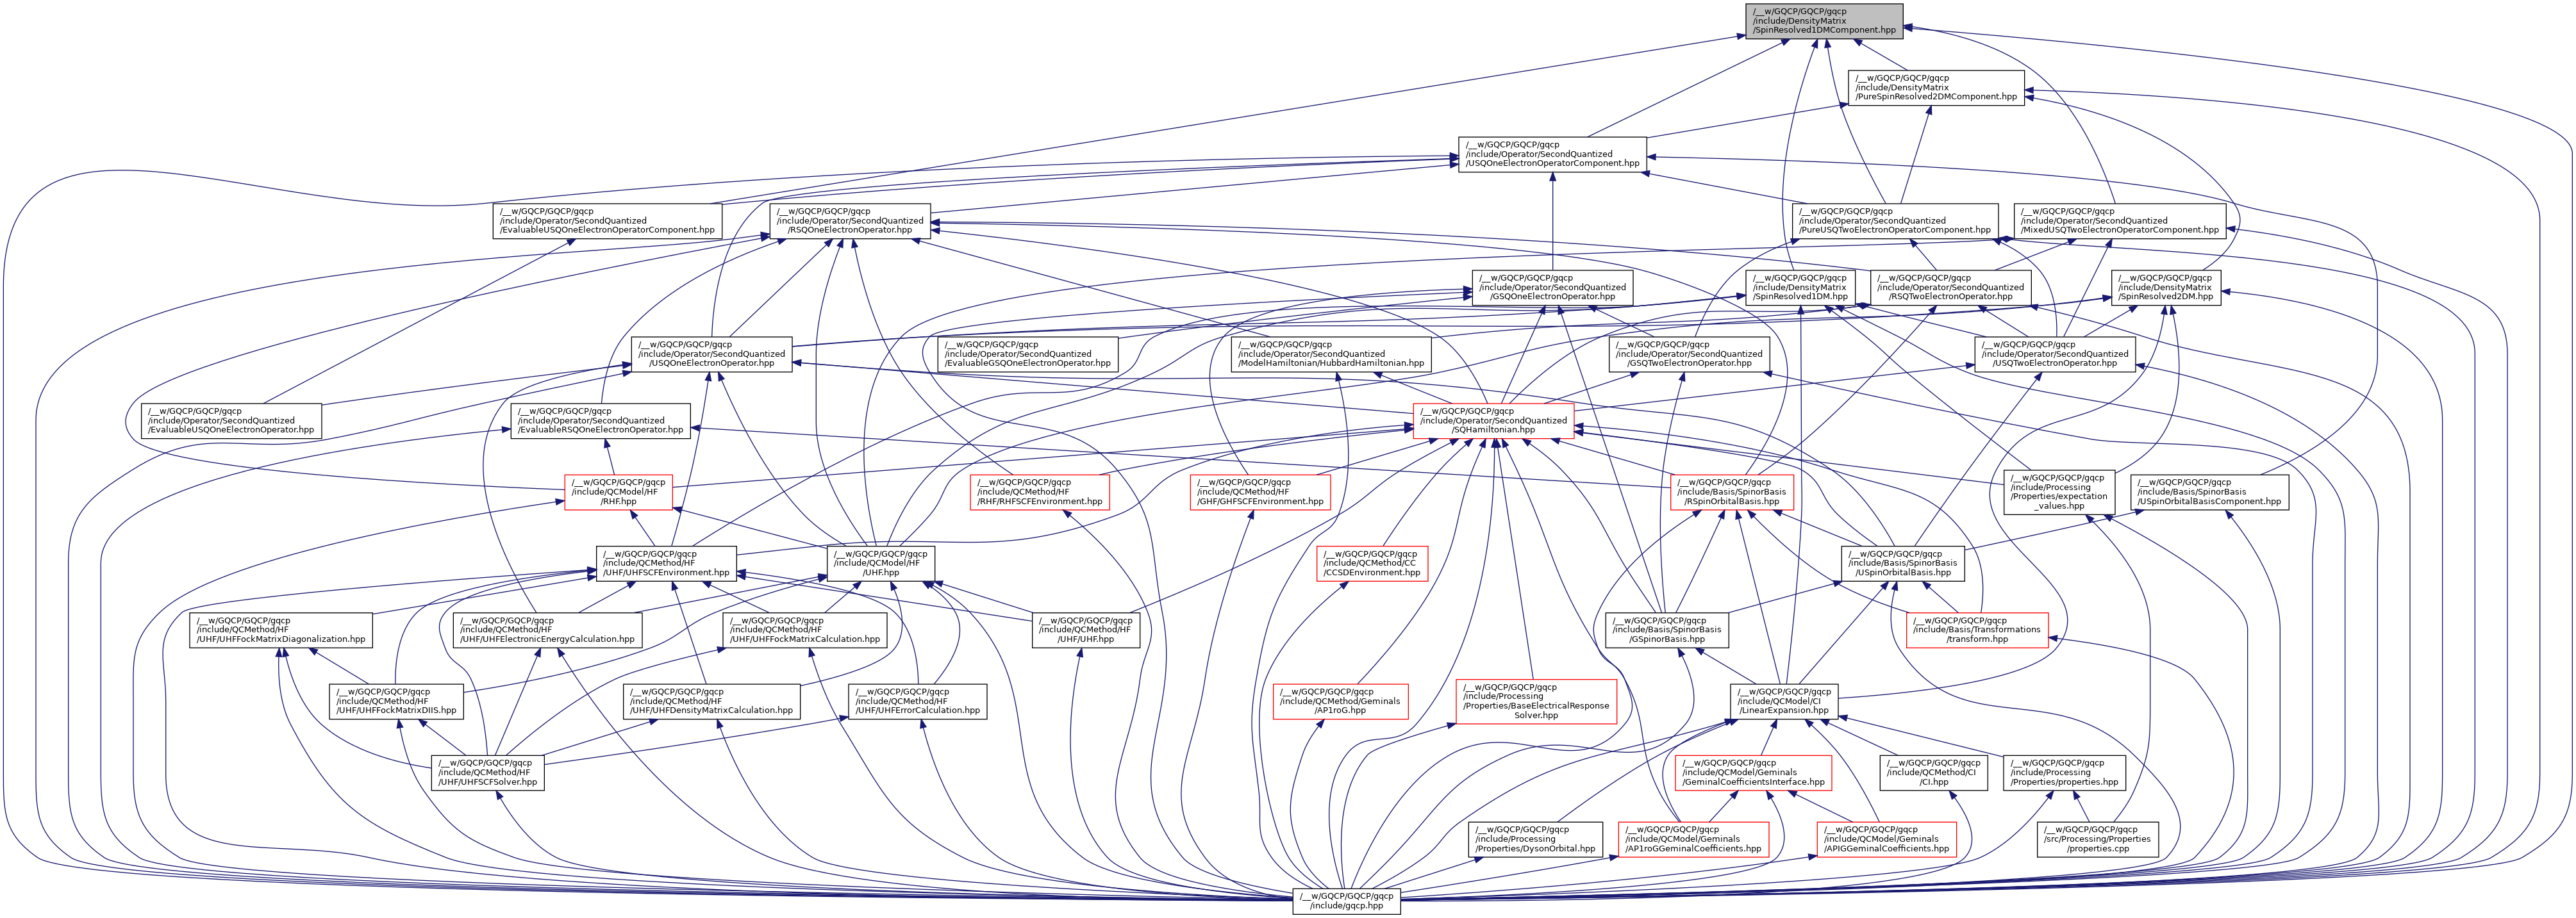 /__w/GQCP/GQCP/gqcp
/include/DensityMatrix
/SpinResolved1DMComponent.hpp
/__w/GQCP/GQCP/gqcp
/include/DensityMatrix
/PureSpinResolved2DMComponent.hpp
/__w/GQCP/GQCP/gqcp
/include/Operator/SecondQuantized
/USQOneElectronOperatorComponent.hpp
/__w/GQCP/GQCP/gqcp
/include/Operator/SecondQuantized
/EvaluableUSQOneElectronOperatorComponent.hpp
/__w/GQCP/GQCP/gqcp
/include/Operator/SecondQuantized
/RSQOneElectronOperator.hpp
/__w/GQCP/GQCP/gqcp
/include/Operator/SecondQuantized
/PureUSQTwoElectronOperatorComponent.hpp
/__w/GQCP/GQCP/gqcp
/include/Operator/SecondQuantized
/MixedUSQTwoElectronOperatorComponent.hpp
/__w/GQCP/GQCP/gqcp
/include/Operator/SecondQuantized
/GSQOneElectronOperator.hpp
/__w/GQCP/GQCP/gqcp
/include/DensityMatrix
/SpinResolved1DM.hpp
/__w/GQCP/GQCP/gqcp
/include/Operator/SecondQuantized
/RSQTwoElectronOperator.hpp
/__w/GQCP/GQCP/gqcp
/include/DensityMatrix
/SpinResolved2DM.hpp
/__w/GQCP/GQCP/gqcp
/include/Operator/SecondQuantized
/USQOneElectronOperator.hpp
/__w/GQCP/GQCP/gqcp
/include/Operator/SecondQuantized
/EvaluableGSQOneElectronOperator.hpp
/__w/GQCP/GQCP/gqcp
/include/Operator/SecondQuantized
/ModelHamiltonian/HubbardHamiltonian.hpp
/__w/GQCP/GQCP/gqcp
/include/Operator/SecondQuantized
/GSQTwoElectronOperator.hpp
/__w/GQCP/GQCP/gqcp
/include/Operator/SecondQuantized
/USQTwoElectronOperator.hpp
/__w/GQCP/GQCP/gqcp
/include/Operator/SecondQuantized
/EvaluableUSQOneElectronOperator.hpp
/__w/GQCP/GQCP/gqcp
/include/Operator/SecondQuantized
/EvaluableRSQOneElectronOperator.hpp
/__w/GQCP/GQCP/gqcp
/include/Operator/SecondQuantized
/SQHamiltonian.hpp
/__w/GQCP/GQCP/gqcp
/include/QCModel/HF
/RHF.hpp
/__w/GQCP/GQCP/gqcp
/include/QCMethod/HF
/RHF/RHFSCFEnvironment.hpp
/__w/GQCP/GQCP/gqcp
/include/QCMethod/HF
/GHF/GHFSCFEnvironment.hpp
/__w/GQCP/GQCP/gqcp
/include/Basis/SpinorBasis
/RSpinOrbitalBasis.hpp
/__w/GQCP/GQCP/gqcp
/include/Processing
/Properties/expectation
_values.hpp
/__w/GQCP/GQCP/gqcp
/include/Basis/SpinorBasis
/USpinOrbitalBasisComponent.hpp
/__w/GQCP/GQCP/gqcp
/include/QCMethod/HF
/UHF/UHFSCFEnvironment.hpp
/__w/GQCP/GQCP/gqcp
/include/QCModel/HF
/UHF.hpp
/__w/GQCP/GQCP/gqcp
/include/QCMethod/CC
/CCSDEnvironment.hpp
/__w/GQCP/GQCP/gqcp
/include/Basis/SpinorBasis
/USpinOrbitalBasis.hpp
/__w/GQCP/GQCP/gqcp
/include/QCMethod/HF
/UHF/UHFFockMatrixDiagonalization.hpp
/__w/GQCP/GQCP/gqcp
/include/QCMethod/HF
/UHF/UHFElectronicEnergyCalculation.hpp
/__w/GQCP/GQCP/gqcp
/include/QCMethod/HF
/UHF/UHFFockMatrixCalculation.hpp
/__w/GQCP/GQCP/gqcp
/include/QCMethod/HF
/UHF/UHF.hpp
/__w/GQCP/GQCP/gqcp
/include/Basis/SpinorBasis
/GSpinorBasis.hpp
/__w/GQCP/GQCP/gqcp
/include/Basis/Transformations
/transform.hpp
/__w/GQCP/GQCP/gqcp
/include/QCMethod/HF
/UHF/UHFFockMatrixDIIS.hpp
/__w/GQCP/GQCP/gqcp
/include/QCMethod/HF
/UHF/UHFDensityMatrixCalculation.hpp
/__w/GQCP/GQCP/gqcp
/include/QCMethod/HF
/UHF/UHFErrorCalculation.hpp
/__w/GQCP/GQCP/gqcp
/include/QCMethod/Geminals
/AP1roG.hpp
/__w/GQCP/GQCP/gqcp
/include/Processing
/Properties/BaseElectricalResponse
Solver.hpp
/__w/GQCP/GQCP/gqcp
/include/QCModel/CI
/LinearExpansion.hpp
/__w/GQCP/GQCP/gqcp
/include/QCMethod/HF
/UHF/UHFSCFSolver.hpp
/__w/GQCP/GQCP/gqcp
/include/QCModel/Geminals
/GeminalCoefficientsInterface.hpp
/__w/GQCP/GQCP/gqcp
/include/QCMethod/CI
/CI.hpp
/__w/GQCP/GQCP/gqcp
/include/Processing
/Properties/properties.hpp
/__w/GQCP/GQCP/gqcp
/include/Processing
/Properties/DysonOrbital.hpp
/__w/GQCP/GQCP/gqcp
/include/QCModel/Geminals
/AP1roGGeminalCoefficients.hpp
/__w/GQCP/GQCP/gqcp
/include/QCModel/Geminals
/APIGGeminalCoefficients.hpp
/__w/GQCP/GQCP/gqcp
/src/Processing/Properties
/properties.cpp
/__w/GQCP/GQCP/gqcp
/include/gqcp.hpp